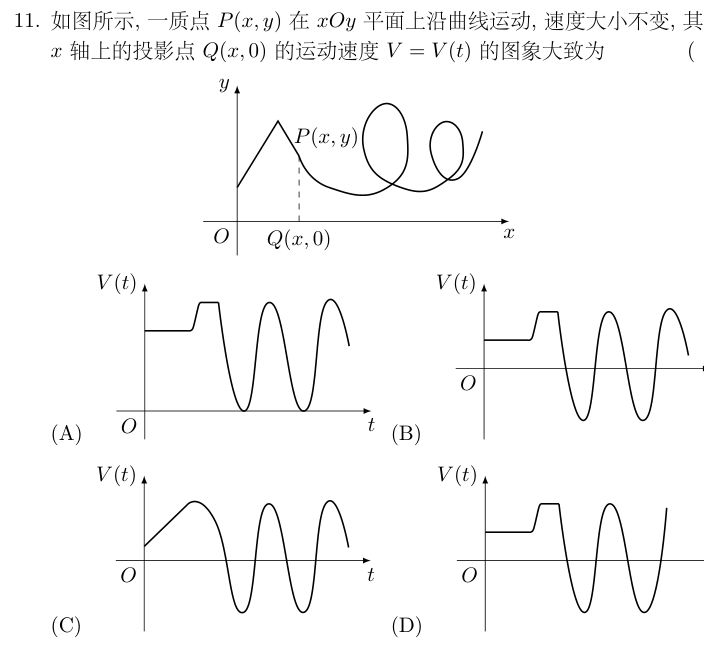 11. 如图所示, 一质点 P(x, y) 在 xOy 平面上沿曲线运动, 速度大小不变, 其
x 轴上的投影点 Q(x, 0) 的运动速度 V = V(t) 的图象大致为 (
y
P(x, y)
O
Q(x, 0)
x
V(t)
V(t)
O
O
t
(A)
(B)
V(t)
V(t)
O
O
t
(C)
(D)